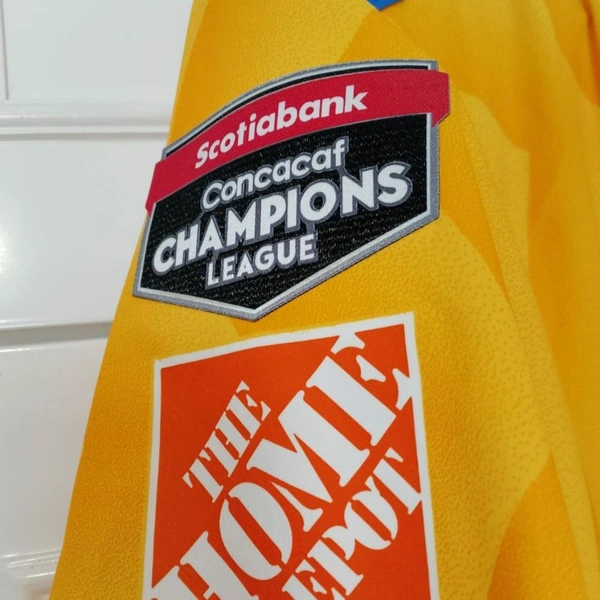 Scotiabank
Concacaf
CHAMPIONS
LEAGUE
THE
HOME
DEPOT